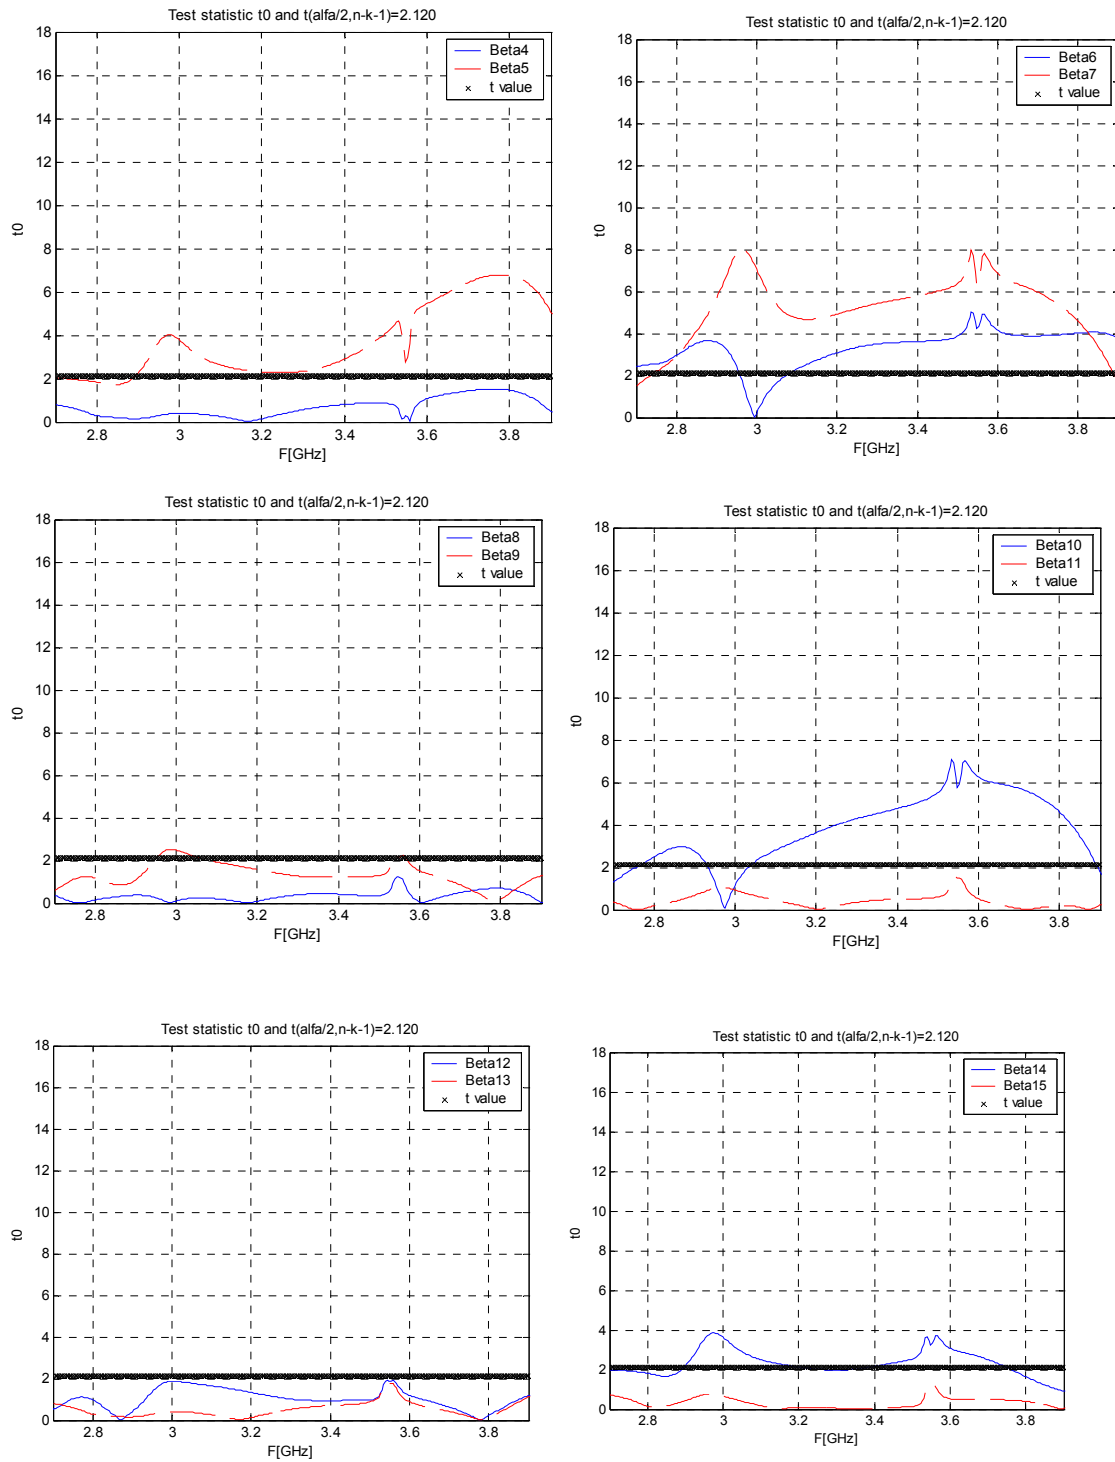 Test statistic t0 and t(alfa/2,n-k-1)=2.120
18
16
14
12
10
8
6
4
2
0
t0
Beta4
Beta5
t value
2.8 3 3.2 3.4 3.6 3.8
F[GHz]
Test statistic t0 and t(alfa/2,n-k-1)=2.120
18
16
14
12
10
8
6
4
2
0
t0
Beta6
Beta7
t value
2.8 3 3.2 3.4 3.6 3.8
F[GHz]
Test statistic t0 and t(alfa/2,n-k-1)=2.120
18
16
14
12
10
8
6
4
2
0
t0
Beta8
Beta9
t value
2.8 3 3.2 3.4 3.6 3.8
F[GHz]
Test statistic t0 and t(alfa/2,n-k-1)=2.120
18
16
14
12
10
8
6
4
2
0
t0
Beta10
Beta11
t value
2.8 3 3.2 3.4 3.6 3.8
F[GHz]
Test statistic t0 and t(alfa/2,n-k-1)=2.120
18
16
14
12
10
8
6
4
2
0
t0
Beta12
Beta13
t value
2.8 3 3.2 3.4 3.6 3.8
F[GHz]
Test statistic t0 and t(alfa/2,n-k-1)=2.120
18
16
14
12
10
8
6
4
2
0
t0
Beta14
Beta15
t value
2.8 3 3.2 3.4 3.6 3.8
F[GHz]